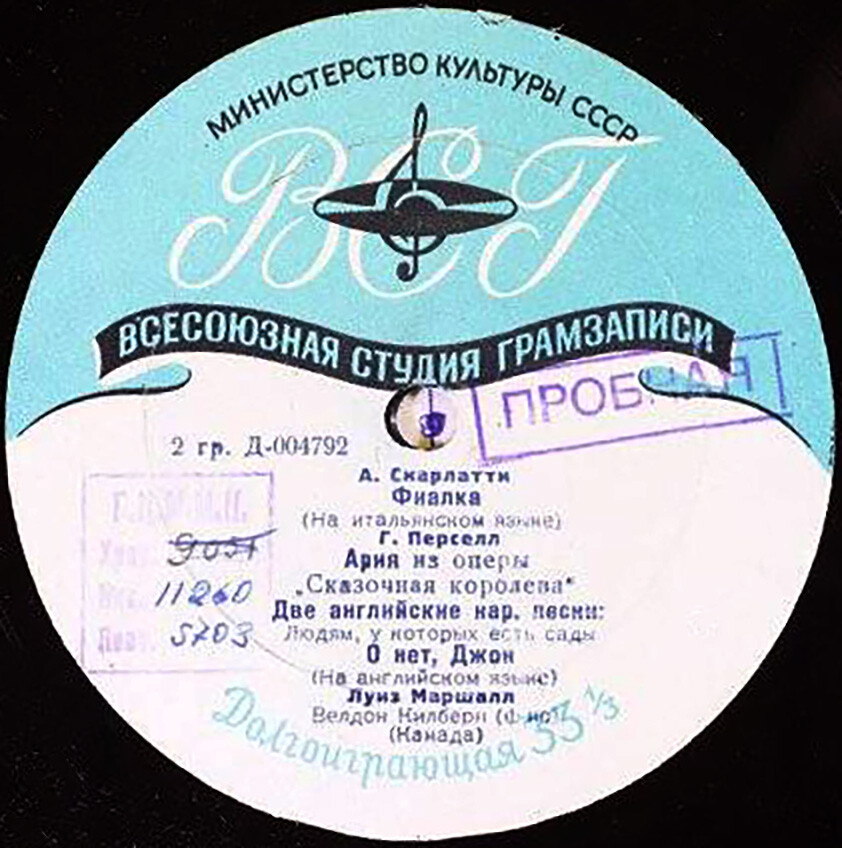 МИНИСТЕРСТВО КУЛЬТУРЫ СССР
ВСГ
ВСЕСОЮЗНАЯ СТУДИЯ ГРАМЗАПИСИ
ПРОБНАЯ
2 гр. Д-004792
А. Скарлатти
Фиалка
(На итальянском языке)
Г. Перселл
Ария из оперы
„Сказочная королева“
Две английские нар. песни:
Людям, у которых есть сады
О нет, Джон
(На английском языке)
Луиз Маршалл
Велдон Килберн (ф-но)
(Канада)
Долгоиграющая 33 1/3
11260
5703